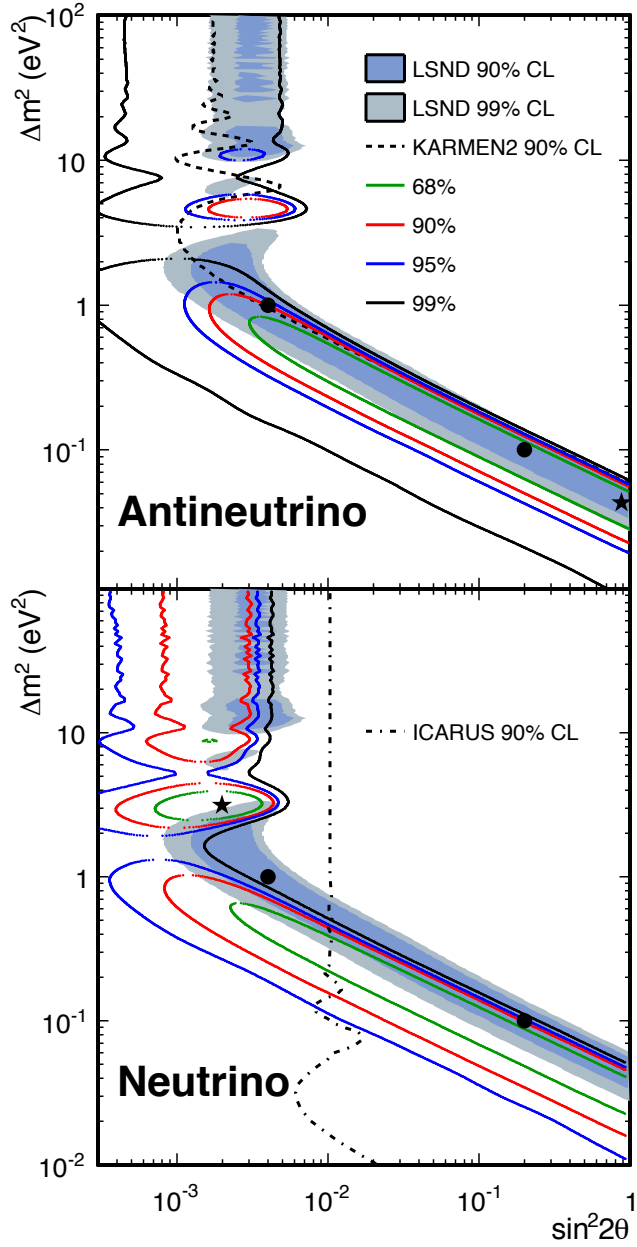 10²
Δm² (eV²)
LSND 90% CL
LSND 99% CL
10
KARMEN2 90% CL
68%
90%
95%
1
99%
10⁻¹
Antineutrino
Δm² (eV²)
ICARUS 90% CL
10
1
10⁻¹
Neutrino
10⁻²
10⁻³
10⁻²
10⁻¹
1
sin²2θ